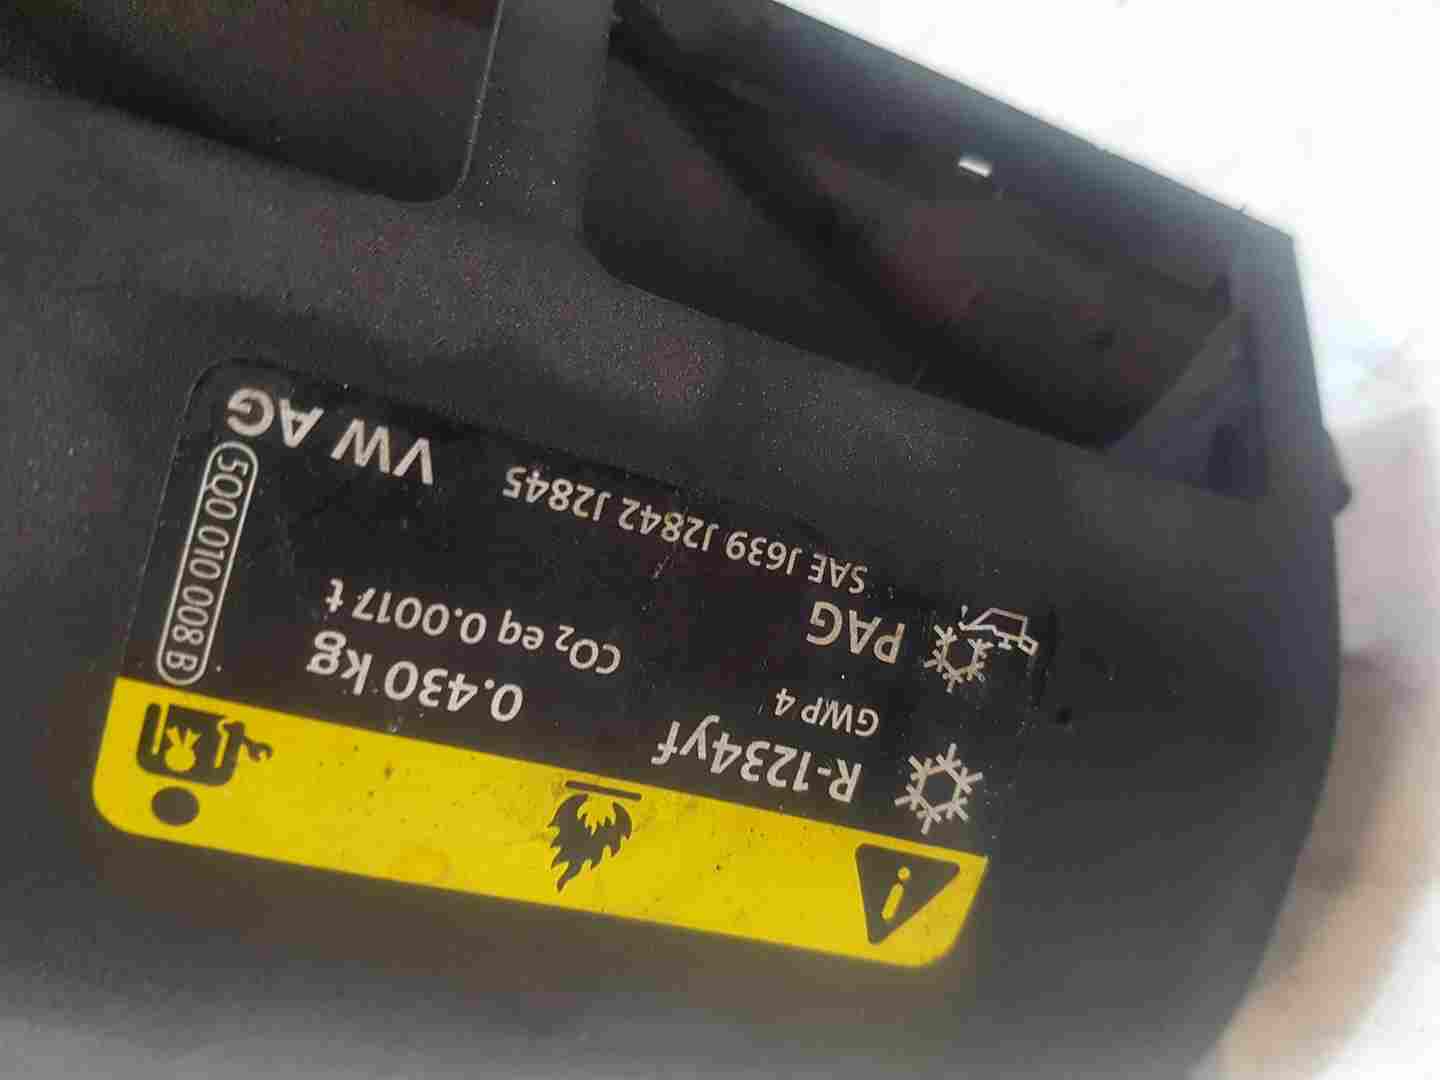 R-1234yf
0.430 kg
GWP 4
CO₂ eq 0.0017 t
PAG
SAE J639 J2842 J2845
VW AG
5Q0 010 008 B